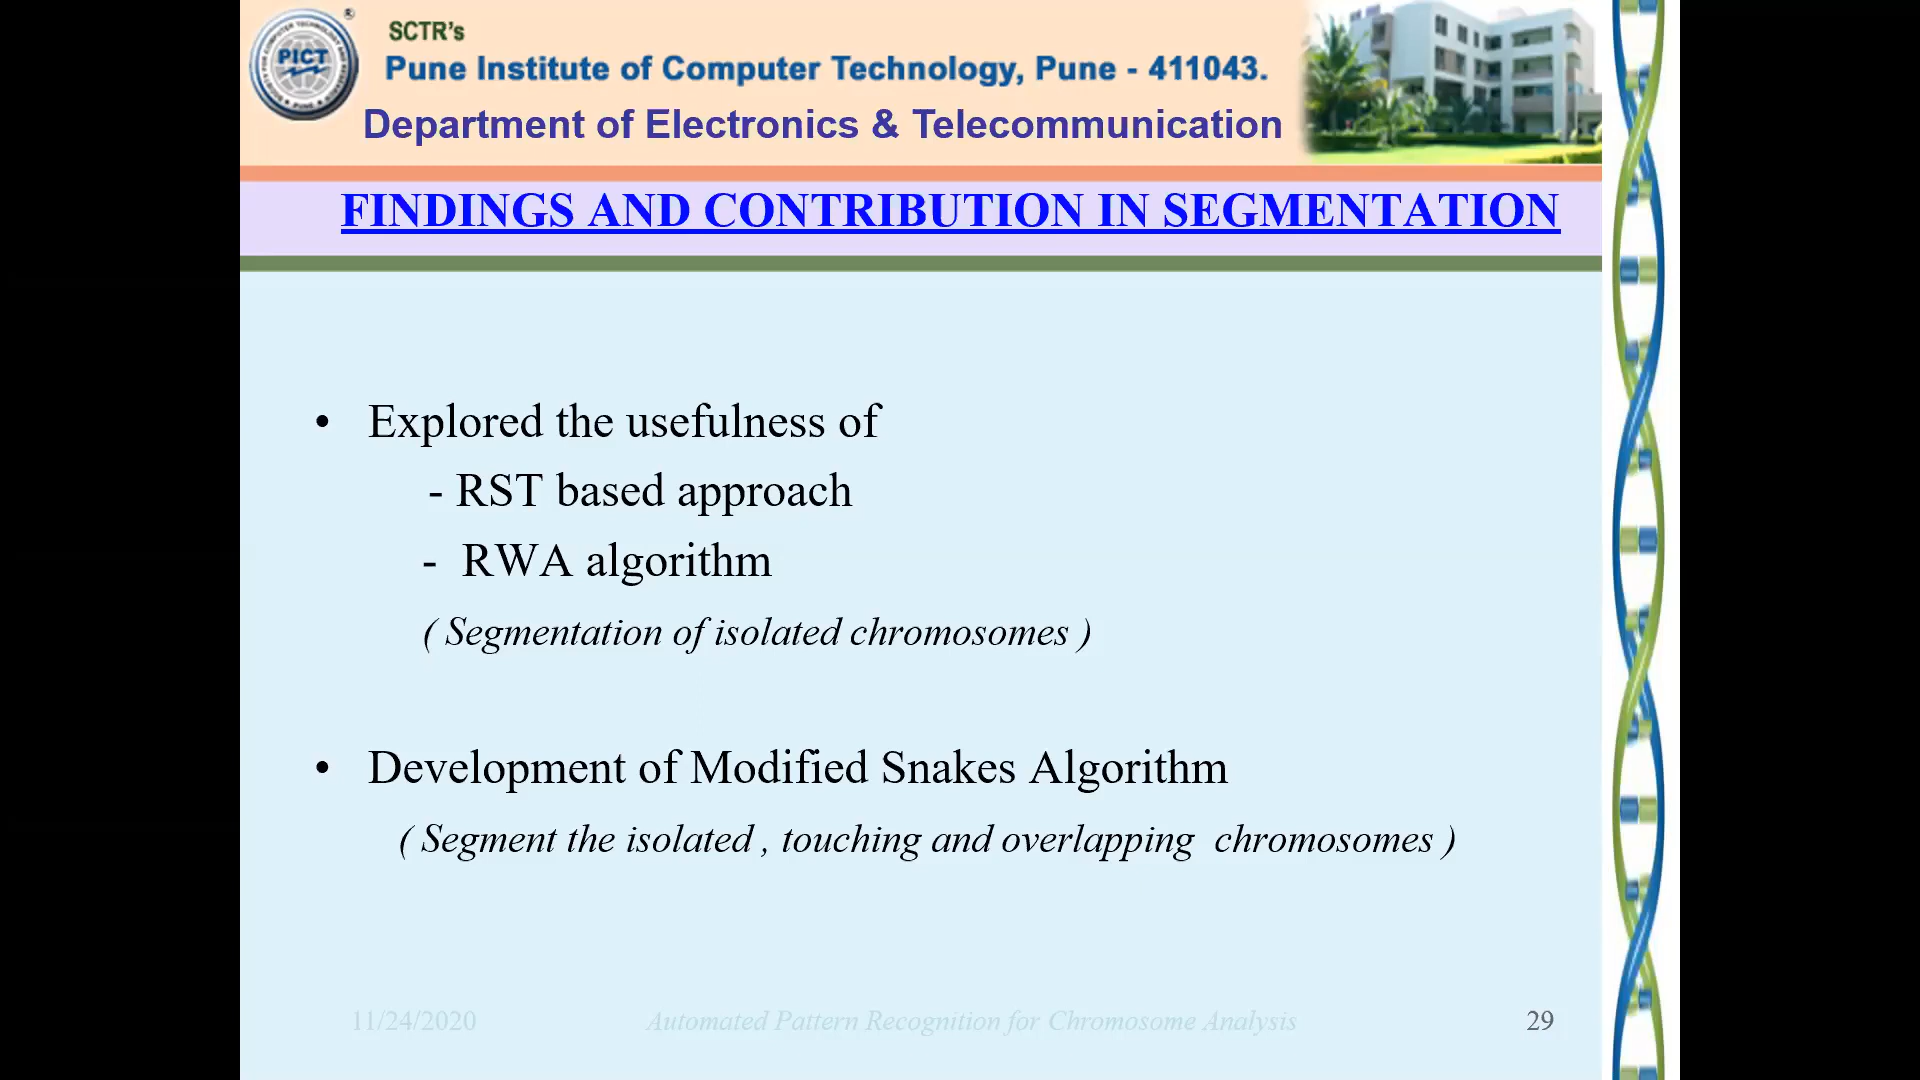 PICT
SCTR's
Pune Institute of Computer Technology, Pune - 411043.
Department of Electronics & Telecommunication
FINDINGS AND CONTRIBUTION IN SEGMENTATION
• Explored the usefulness of
- RST based approach
- RWA algorithm
( Segmentation of isolated chromosomes )
• Development of Modified Snakes Algorithm
( Segment the isolated , touching and overlapping chromosomes )
11/24/2020 Automated Pattern Recognition for Chromosome Analysis 29